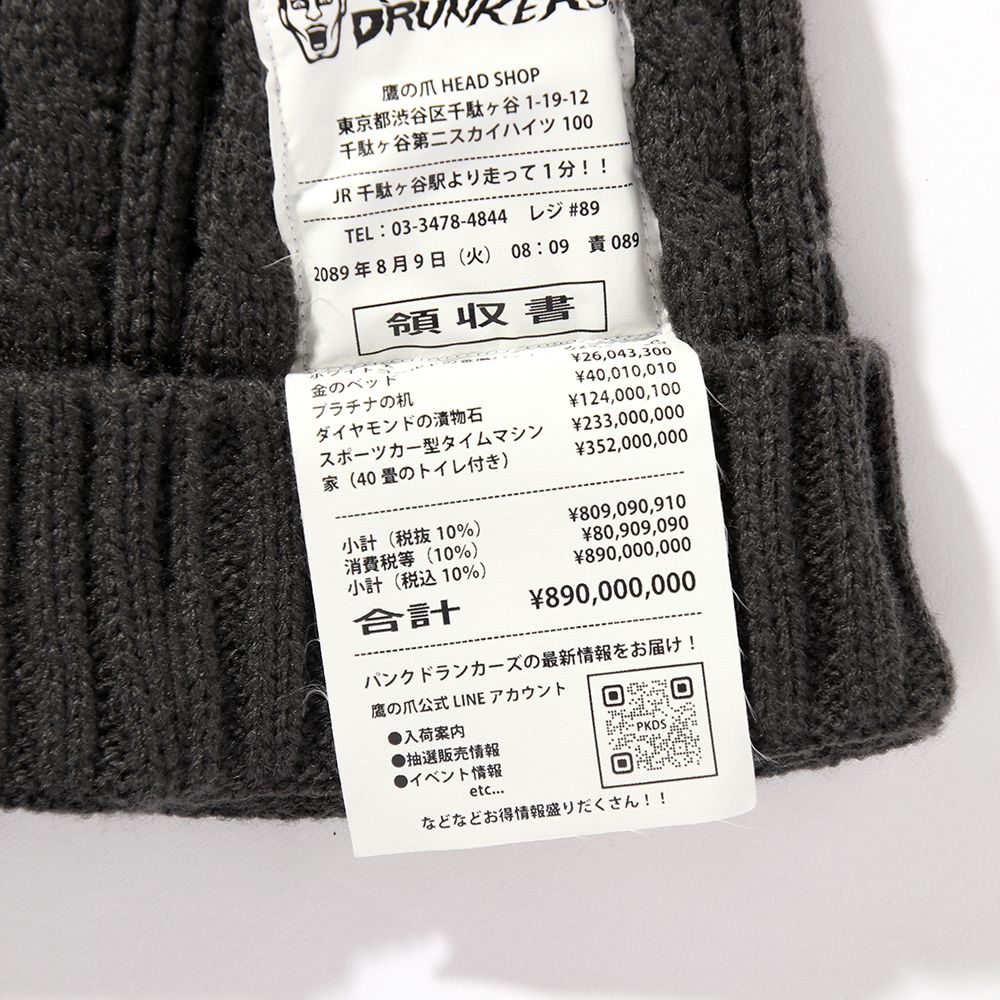 DRUNKERS
鷹の爪 HEAD SHOP
東京都渋谷区千駄ヶ谷 1-19-12
千駄ヶ谷第二スカイハイツ 100
JR 千駄ヶ谷駅より走って 1 分！！
TEL：03-3478-4844 レジ #89
2089 年 8 月 9 日（火） 08：09 責 089
領収書
¥26,043,300
金のベッド ¥40,010,010
プラチナの机 ¥124,000,100
ダイヤモンドの漬物石 ¥233,000,000
スポーツカー型タイムマシン ¥352,000,000
家（40 畳のトイレ付き）
小計（税抜 10%） ¥809,090,910
消費税等（10%） ¥80,909,090
小計（税込 10%） ¥890,000,000
合計 ¥890,000,000
パンクドランカーズの最新情報をお届け！
鷹の爪公式 LINE アカウント
●入荷案内
●抽選販売情報
●イベント情報
etc...
PKDS
などなどお得情報盛りだくさん！！